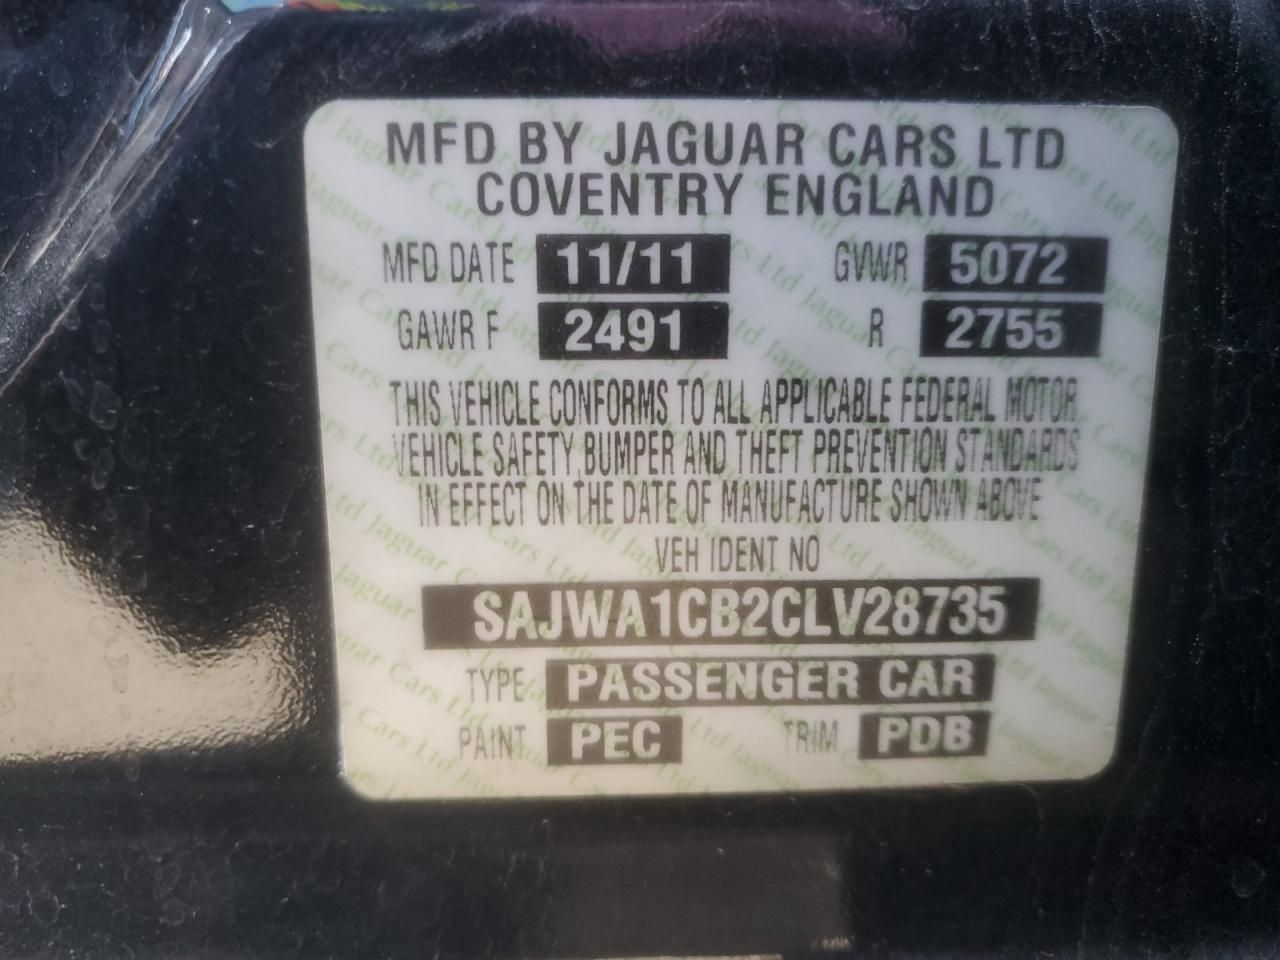 MFD BY JAGUAR CARS LTD
COVENTRY ENGLAND
MFD DATE 11/11 GVWR 5072
GAWR F 2491 R 2755
THIS VEHICLE CONFORMS TO ALL APPLICABLE FEDERAL MOTOR
VEHICLE SAFETY, BUMPER AND THEFT PREVENTION STANDARDS
IN EFFECT ON THE DATE OF MANUFACTURE SHOWN ABOVE
VEH IDENT NO
SAJWA1CB2CLV28735
TYPE PASSENGER CAR
PAINT PEC TRIM PDB